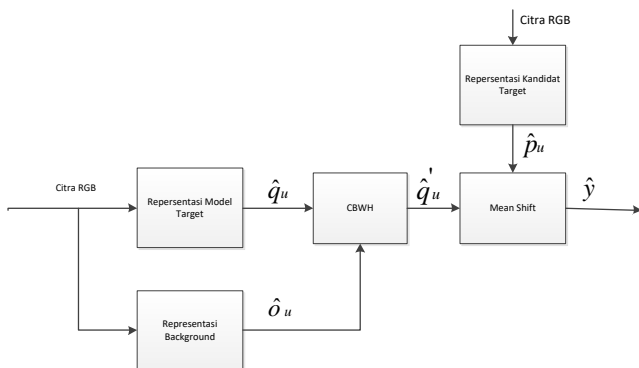 Citra RGB
Repersentasi Kandidat
Target
p̂u
Citra RGB
Repersentasi Model
Target
q̂u
CBWH
q̂'u
Mean Shift
ŷ
Representasi
Background
ôu